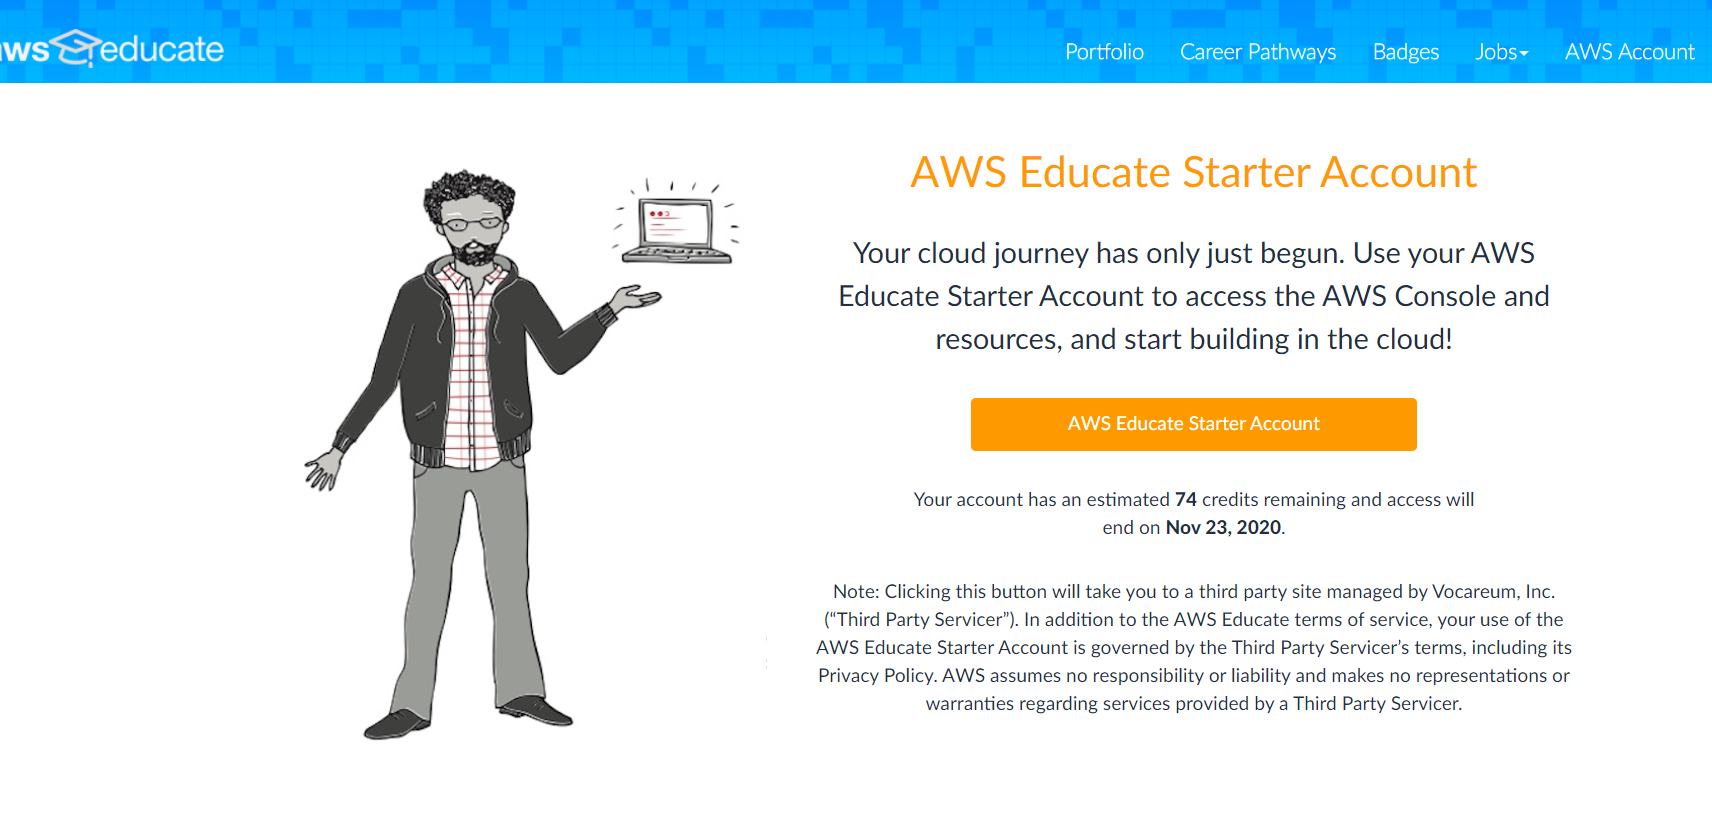 aws educate
Portfolio Career Pathways Badges Jobs AWS Account
AWS Educate Starter Account
Your cloud journey has only just begun. Use your AWS
Educate Starter Account to access the AWS Console and
resources, and start building in the cloud!
AWS Educate Starter Account
Your account has an estimated 74 credits remaining and access will
end on Nov 23, 2020.
Note: Clicking this button will take you to a third party site managed by Vocareum, Inc.
(“Third Party Servicer”). In addition to the AWS Educate terms of service, your use of the
AWS Educate Starter Account is governed by the Third Party Servicer’s terms, including its
Privacy Policy. AWS assumes no responsibility or liability and makes no representations or
warranties regarding services provided by a Third Party Servicer.